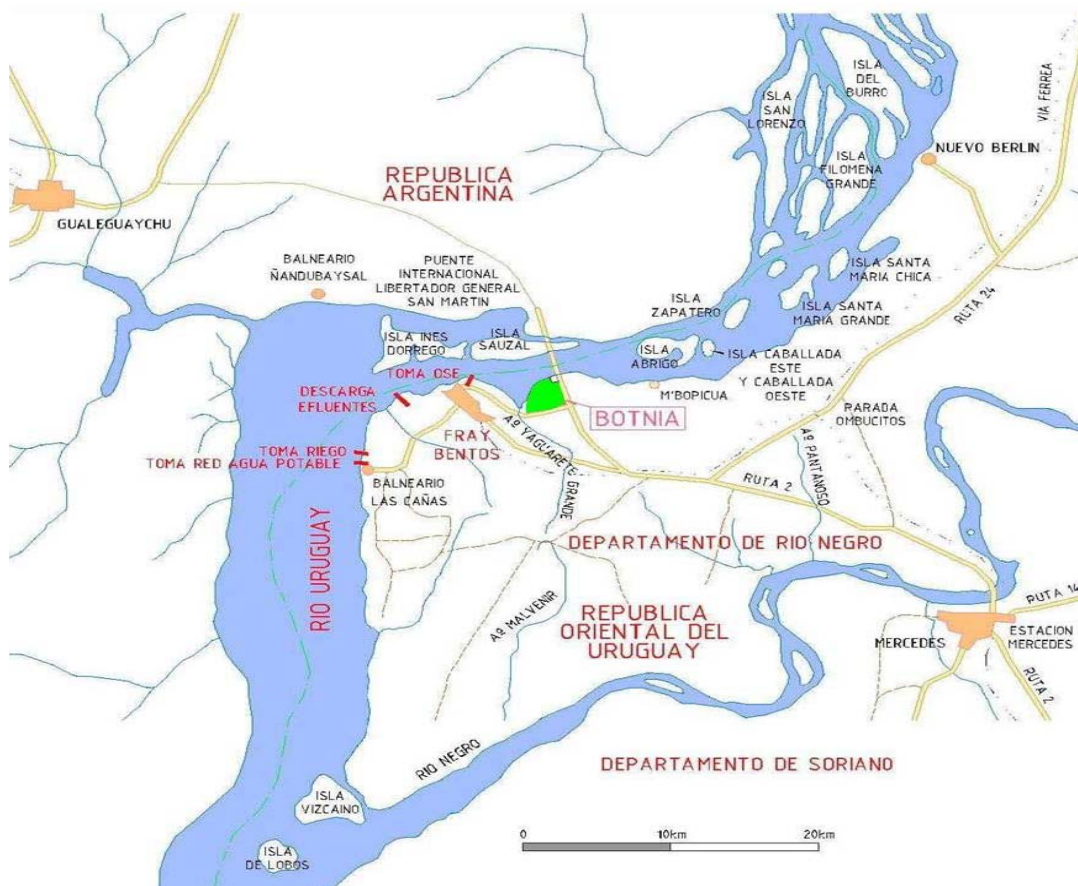 ISLA
DEL
BURRO
ISLA
SAN
LORENZO
VIA FERREA
NUEVO BERLIN
ISLA
FILOMENA
GRANDE
REPUBLICA
ARGENTINA
GUALEGUAYCHU
BALNEARIO
ÑANDUBAYSAL
PUENTE
INTERNACIONAL
LIBERTADOR GENERAL
SAN MARTIN
ISLA SANTA
MARIA CHICA
ISLA
ZAPATERO
ISLA SANTA
MARIA GRANDE
RUTA 24
ISLA INES
DORREGO
ISLA
SAUZAL
ISLA
ABRIGO
ISLA CABALLADA
ESTE
Y CABALLADA
OESTE
TOMA OSE
DESCARGA
EFLUENTES
M'BOPICUA
BOTNIA
PARADA
OMBUCITOS
FRAY
BENTOS
Aº YAGUARETE
GRANDE
Aº PANTANOSO
TOMA RIEGO
TOMA RED AGUA POTABLE
BALNEARIO
LAS CAÑAS
RUTA 2
RIO URUGUAY
DEPARTAMENTO DE RIO NEGRO
Aº MALVENIR
REPUBLICA
ORIENTAL DEL
URUGUAY
RUTA 14
MERCEDES
ESTACION
MERCEDES
RUTA 2
RIO NEGRO
DEPARTAMENTO DE SORIANO
ISLA
VIZCAINO
0 10km 20km
ISLA
DE LOBOS